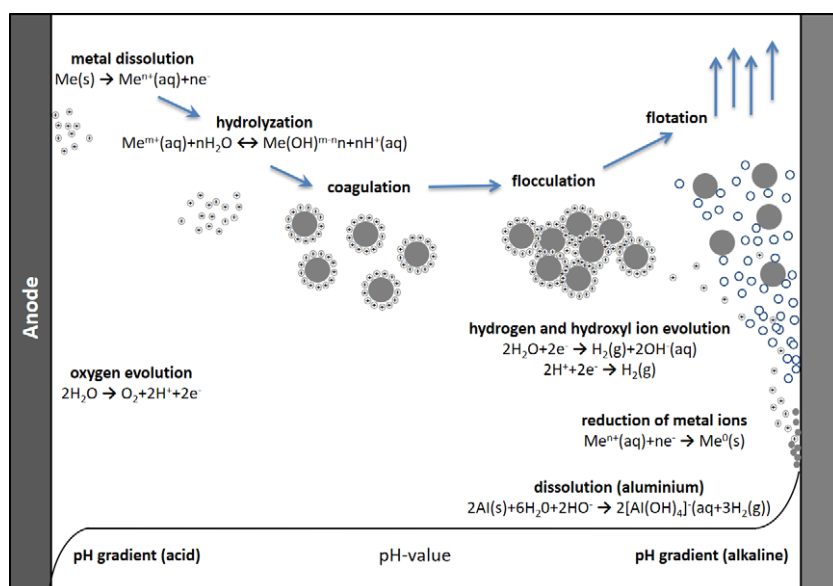 metal dissolution
Me(s) → Meⁿ⁺(aq)+ne⁻
hydrolyzation
Meᵐ⁺(aq)+nH₂O ↔ Me(OH)ᵐ⁻ⁿn+nH⁺(aq)
coagulation
flocculation
flotation
Anode
hydrogen and hydroxyl ion evolution
2H₂O+2e⁻ → H₂(g)+2OH⁻(aq)
2H⁺+2e⁻ → H₂(g)
oxygen evolution
2H₂O → O₂+2H⁺+2e⁻
reduction of metal ions
Meⁿ⁺(aq)+ne⁻ → Me⁰(s)
dissolution (aluminium)
2Al(s)+6H₂0+2HO⁻ → 2[Al(OH)₄]⁻(aq+3H₂(g))
pH gradient (acid)
pH-value
pH gradient (alkaline)